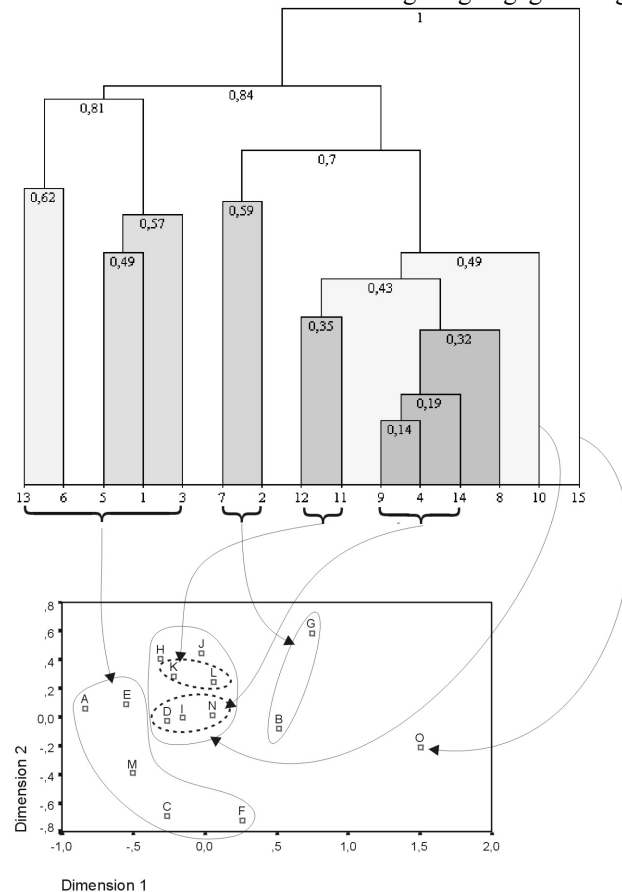 1
0,84
0,81
0,7
0,62
0,59
0,57
0,49
0,49
0,43
0,35
0,32
0,19
0,14
13 6 5 1 3 7 2 12 11 9 4 14 8 10 15
,8
,6
,4
,2
0,0
-,2
-,4
-,6
-,8
Dimension 2
G
J
H
K
L
E
A
D I N
B
O
M
C
F
-1,0 -,5 0,0 ,5 1,0 1,5 2,0
Dimension 1